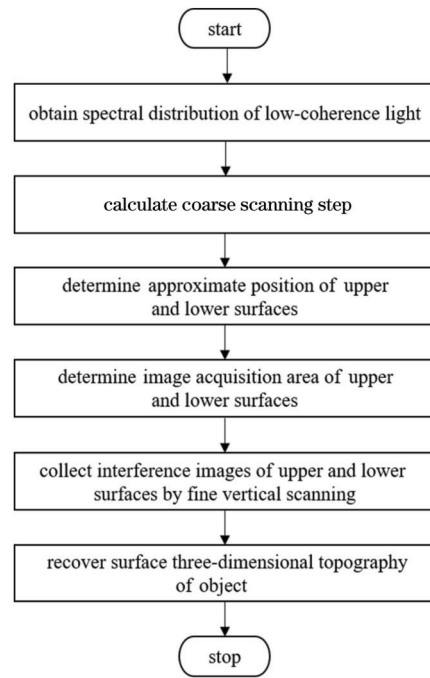 start
obtain spectral distribution of low-coherence light
calculate coarse scanning step
determine approximate position of upper
and lower surfaces
determine image acquisition area of upper
and lower surfaces
collect interference images of upper and lower
surfaces by fine vertical scanning
recover surface three-dimensional topography
of object
stop